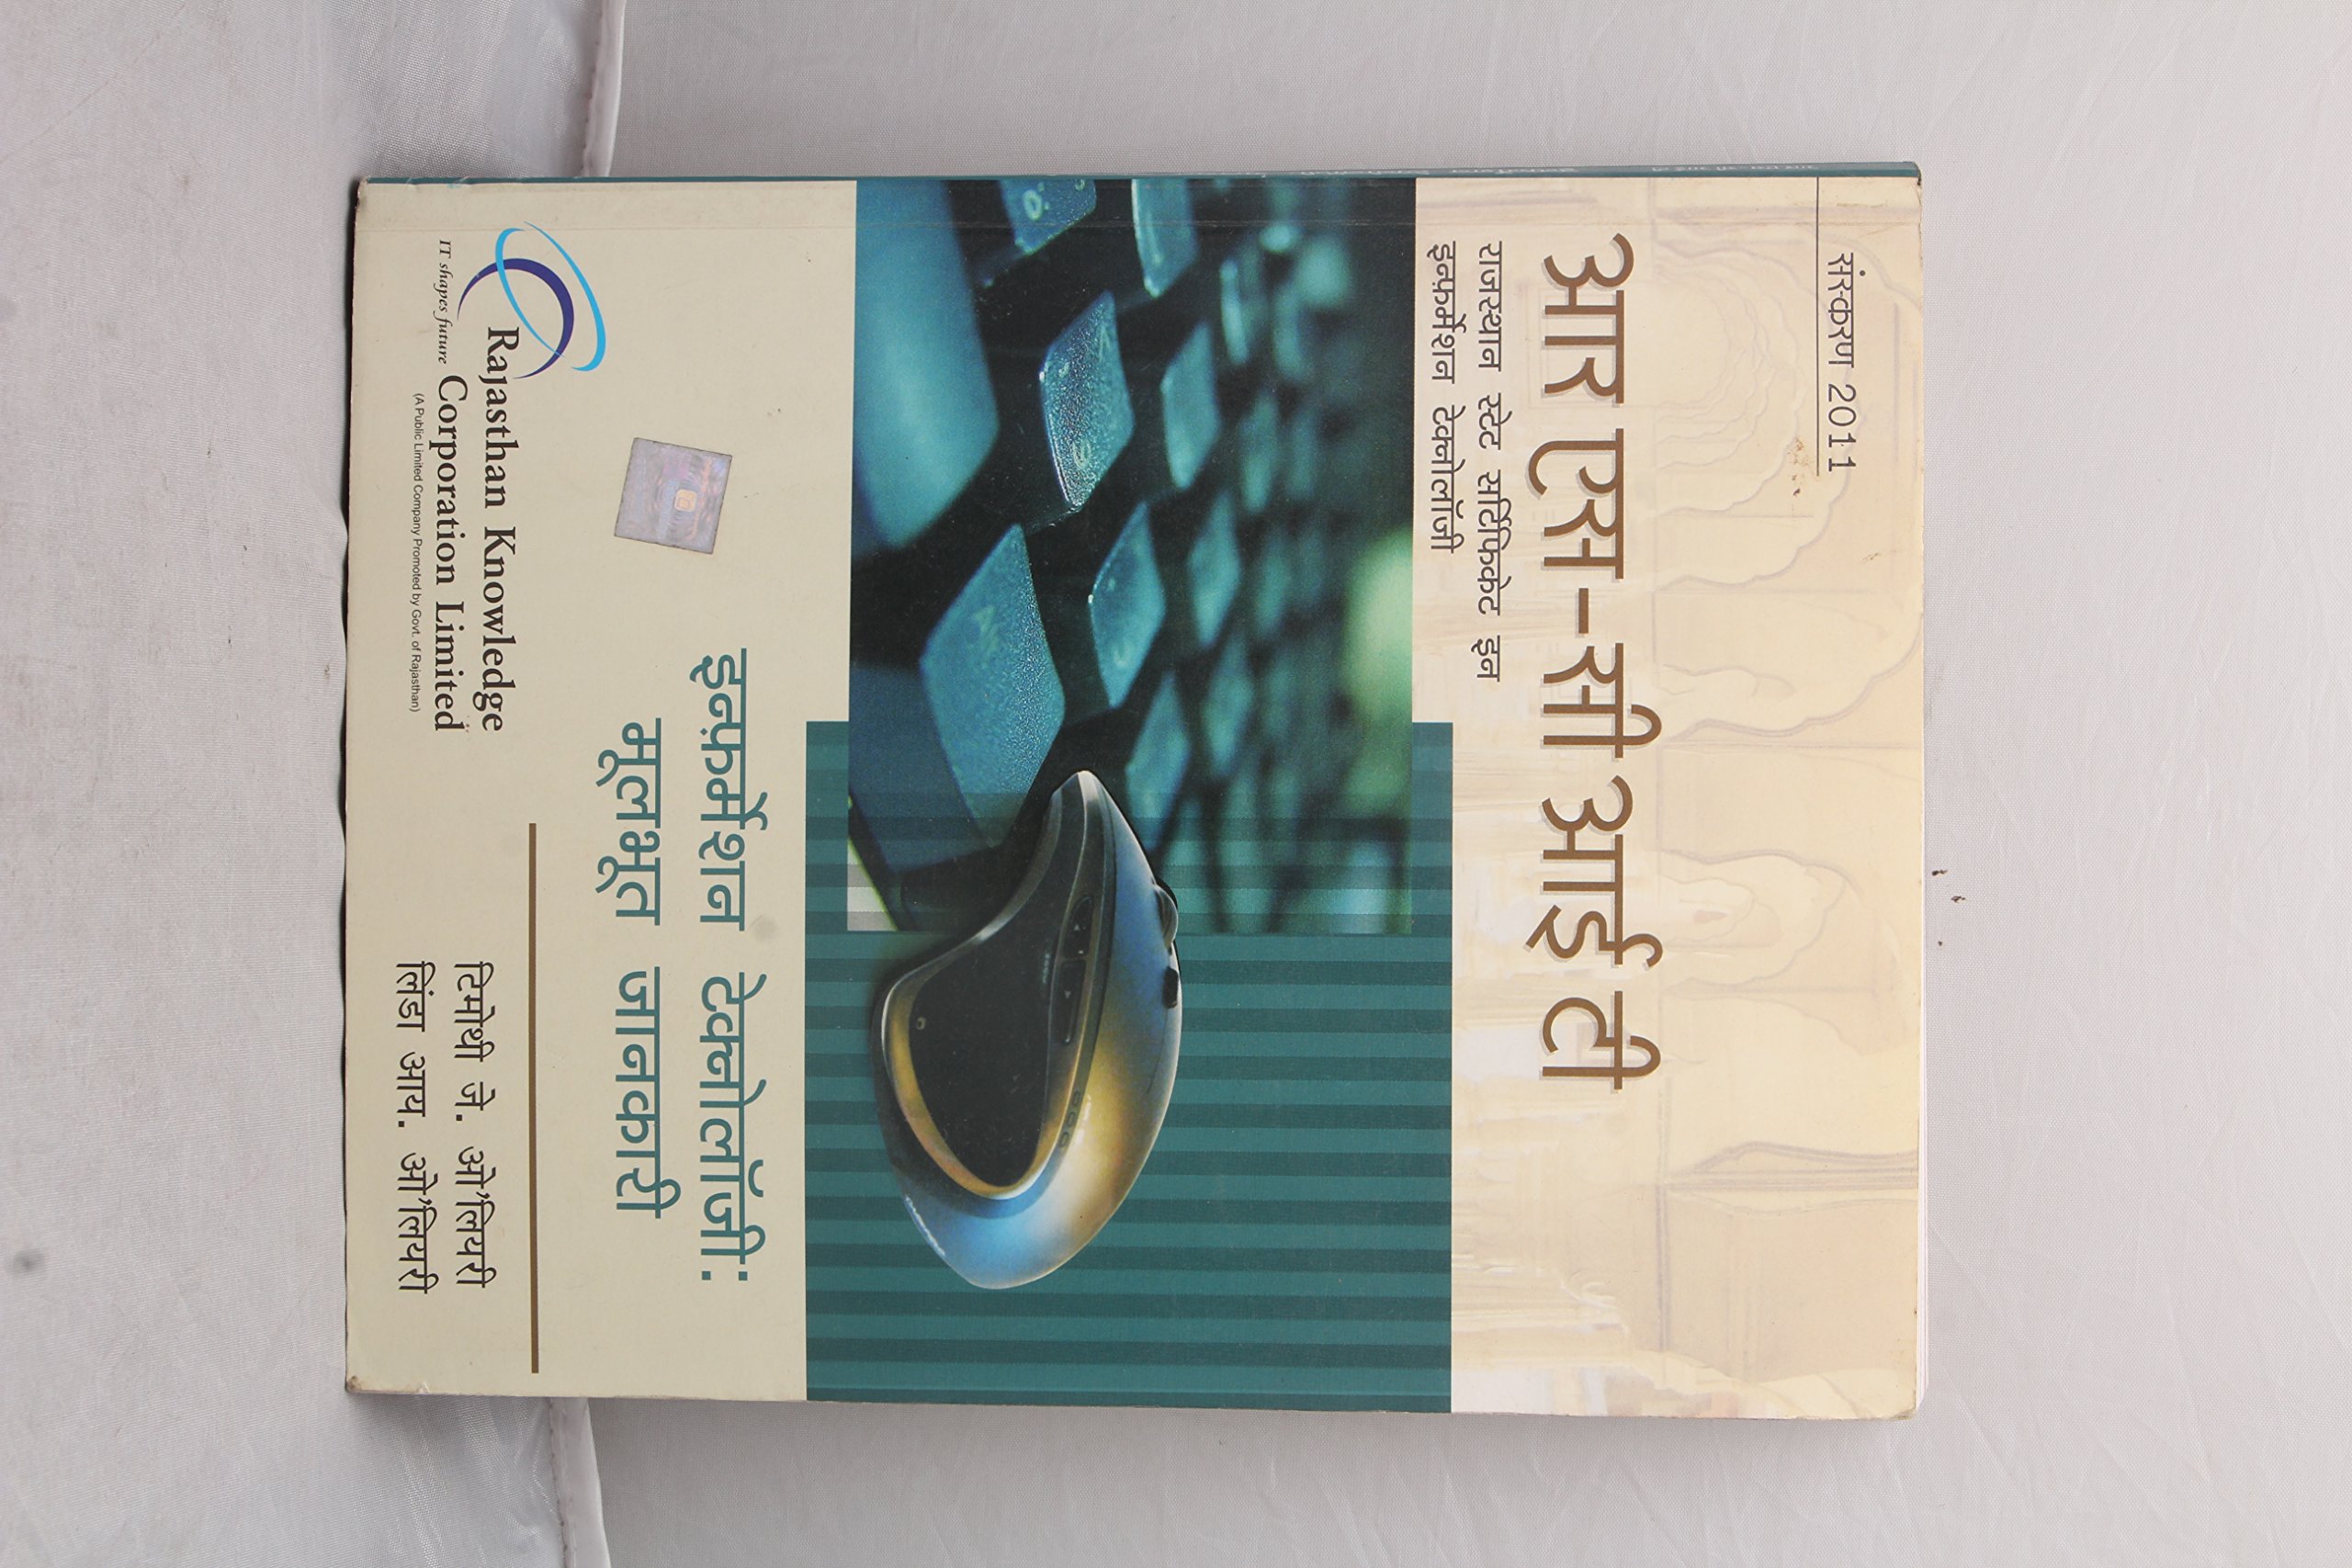 संस्करण 2011
आर एस-सी आई टी
राजस्थान स्टेट सर्टिफिकेट इन
इन्फ़र्मेशन टेक्नोलॉजी
इन्फ़र्मेशन टेक्नोलॉजी:
मूलभूत जानकारी
Rajasthan Knowledge
Corporation Limited
IT shapes future
(A Public Limited Company Promoted by Govt. of Rajasthan)
टिमोथी जे. ओ'लियरी
लिंडा आय. ओ'लियरी